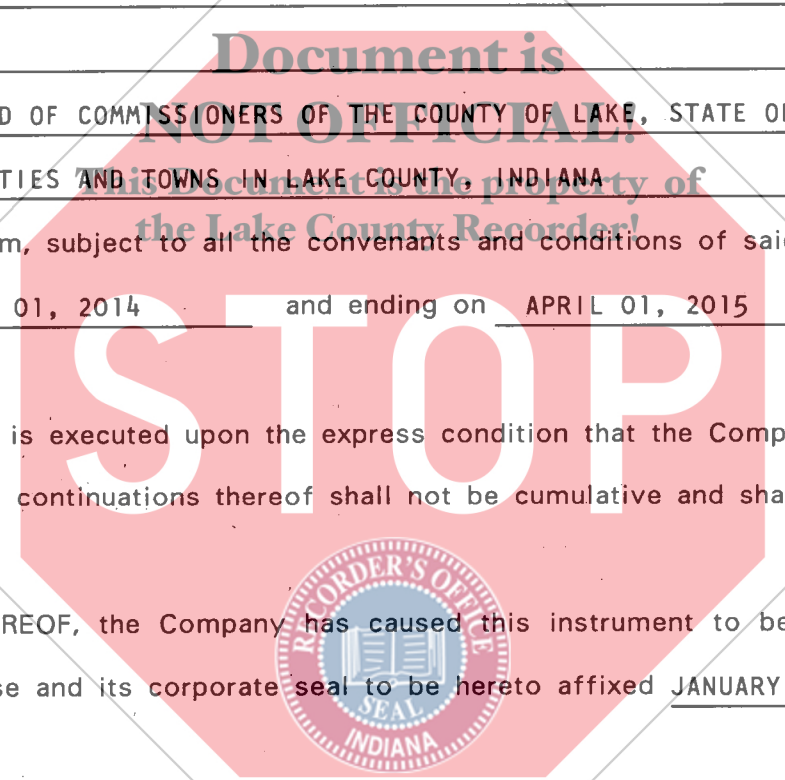 Document is
NOT OFFICIAL!
D OF COMMISSIONERS OF THE COUNTY OF LAKE, STATE O
This Document is the property of
TIES AND TOWNS IN LAKE COUNTY, INDIANA
the Lake County Recorder!
m, subject to all the convenants and conditions of sai
01, 2014 and ending on APRIL 01, 2015
STOP
is executed upon the express condition that the Comp
continuations thereof shall not be cumulative and sha
RECORDER'S OFFICE
REOF, the Company has caused this instrument to be
se and its corporate seal to be hereto affixed JANUARY
SEAL
INDIANA